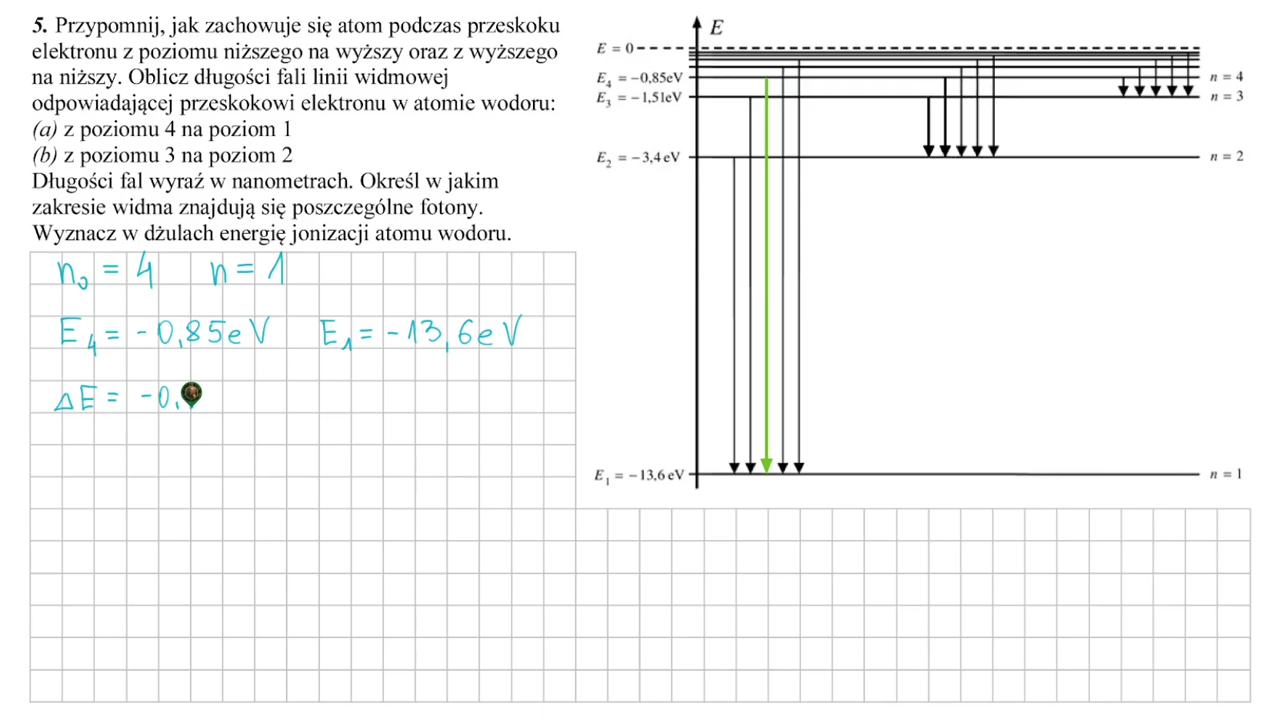 5. Przypomnij, jak zachowuje się atom podczas przeskoku
elektronu z poziomu niższego na wyższy oraz z wyższego
na niższy. Oblicz długości fali linii widmowej
odpowiadającej przeskokowi elektronu w atomie wodoru:
(a) z poziomu 4 na poziom 1
(b) z poziomu 3 na poziom 2
Długości fal wyraź w nanometrach. Określ w jakim
zakresie widma znajdują się poszczególne fotony.
Wyznacz w dżulach energię jonizacji atomu wodoru.
n₀ = 4 n = 1
E₄ = -0,85eV E₁ = -13,6eV
ΔE = -0,
E
E = 0
E₄ = -0,85eV n = 4
E₃ = -1,51eV n = 3
E₂ = -3,4eV n = 2
E₁ = -13,6eV n = 1